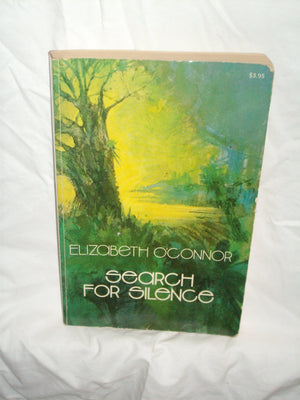 $3.95
ELIZABETH O'CONNOR
SEARCH
FOR SILENCE